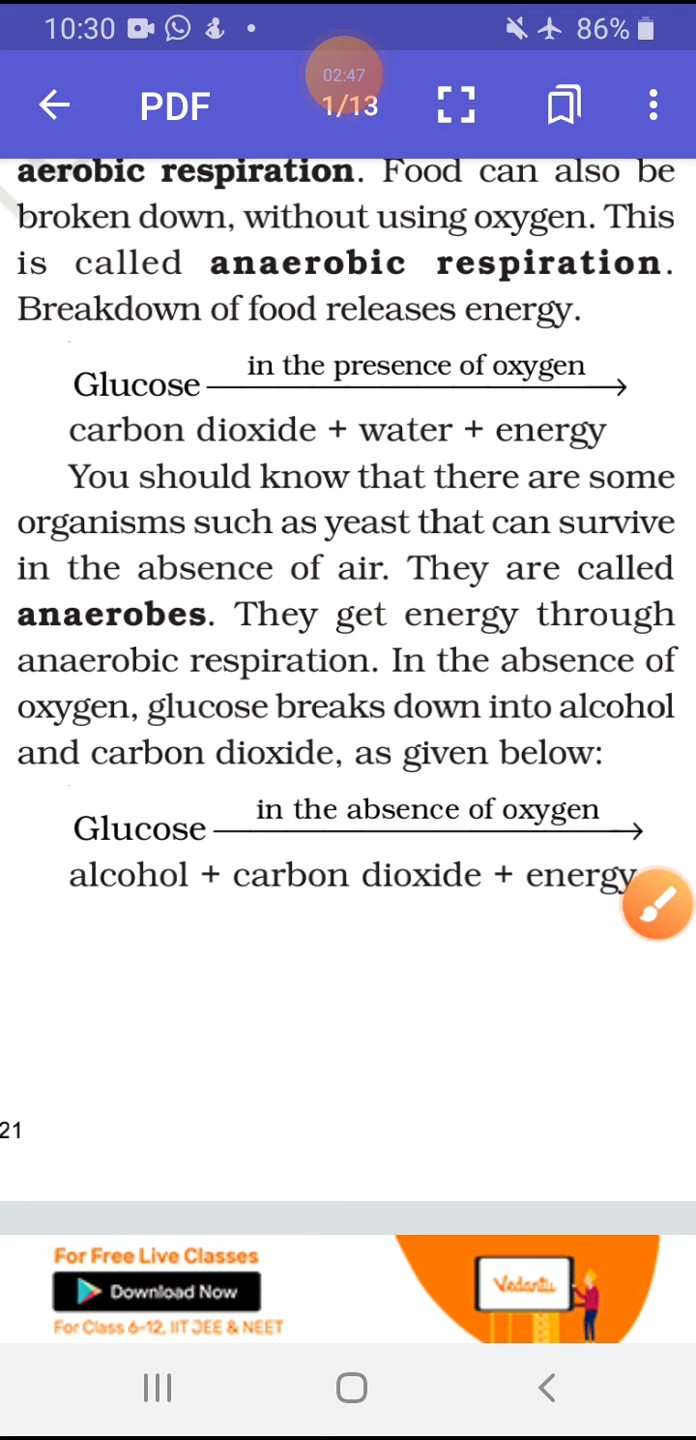 10:30 86%
02:47
PDF 1/13
aerobic respiration. Food can also be
broken down, without using oxygen. This
is called anaerobic respiration.
Breakdown of food releases energy.
in the presence of oxygen
Glucose
carbon dioxide + water + energy
You should know that there are some
organisms such as yeast that can survive
in the absence of air. They are called
anaerobes. They get energy through
anaerobic respiration. In the absence of
oxygen, glucose breaks down into alcohol
and carbon dioxide, as given below:
in the absence of oxygen
Glucose
alcohol + carbon dioxide + energy
21
For Free Live Classes
Download Now
For Class 6-12, IIT JEE & NEET
Vedantu